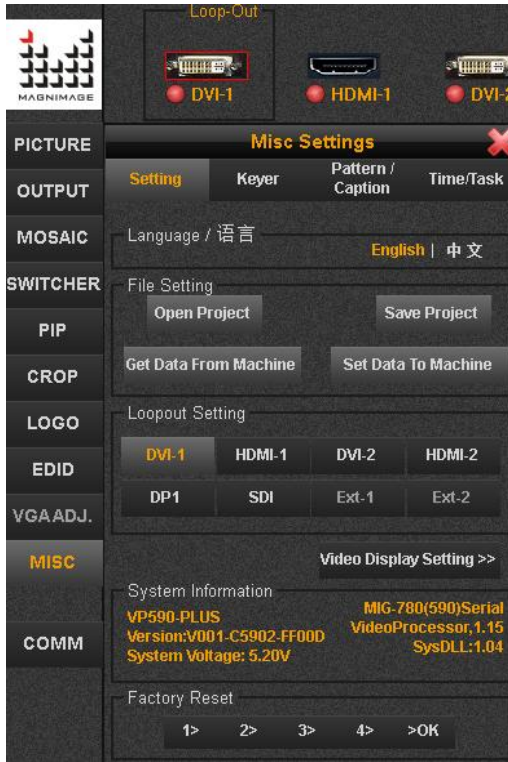 Loop-Out
MAGNIMAGE
DVI-1
HDMI-1
PICTURE
OUTPUT
MOSAIC
SWITCHER
PIP
CROP
LOGO
EDID
VGA ADJ.
MISC
COMM
Misc Settings
Setting
Keyer
Pattern /
Caption
Time/Task
Language / 语言
English | 中 文
File Setting
Open Project
Save Project
Get Data From Machine
Set Data To Machine
Loopout Setting
DVI-1
HDMI-1
DVI-2
HDMI-2
DP1
SDI
Ext-1
Ext-2
Video Display Setting >>
System Information
VP590-PLUS
Version:V001-C5902-FF00D
System Voltage: 5.20V
MIG-780(590)Serial
VideoProcessor,1.15
SysDLL:1.04
Factory Reset
1> 2> 3> 4> >OK